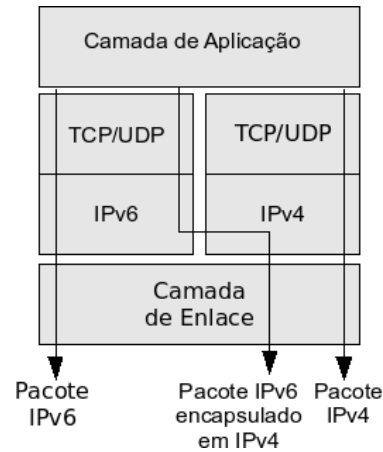 Camada de Aplicação
TCP/UDP
TCP/UDP
IPv6
IPv4
Camada
de Enlace
Pacote
IPv6
Pacote IPv6
encapsulado
em IPv4
Pacote
IPv4